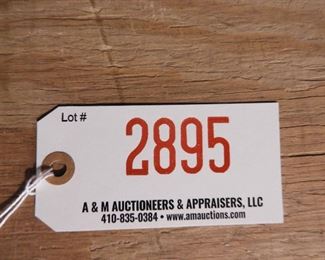 Lot #
2895
A & M AUCTIONEERS & APPRAISERS, LLC
410-835-0384 • www.amauctions.com